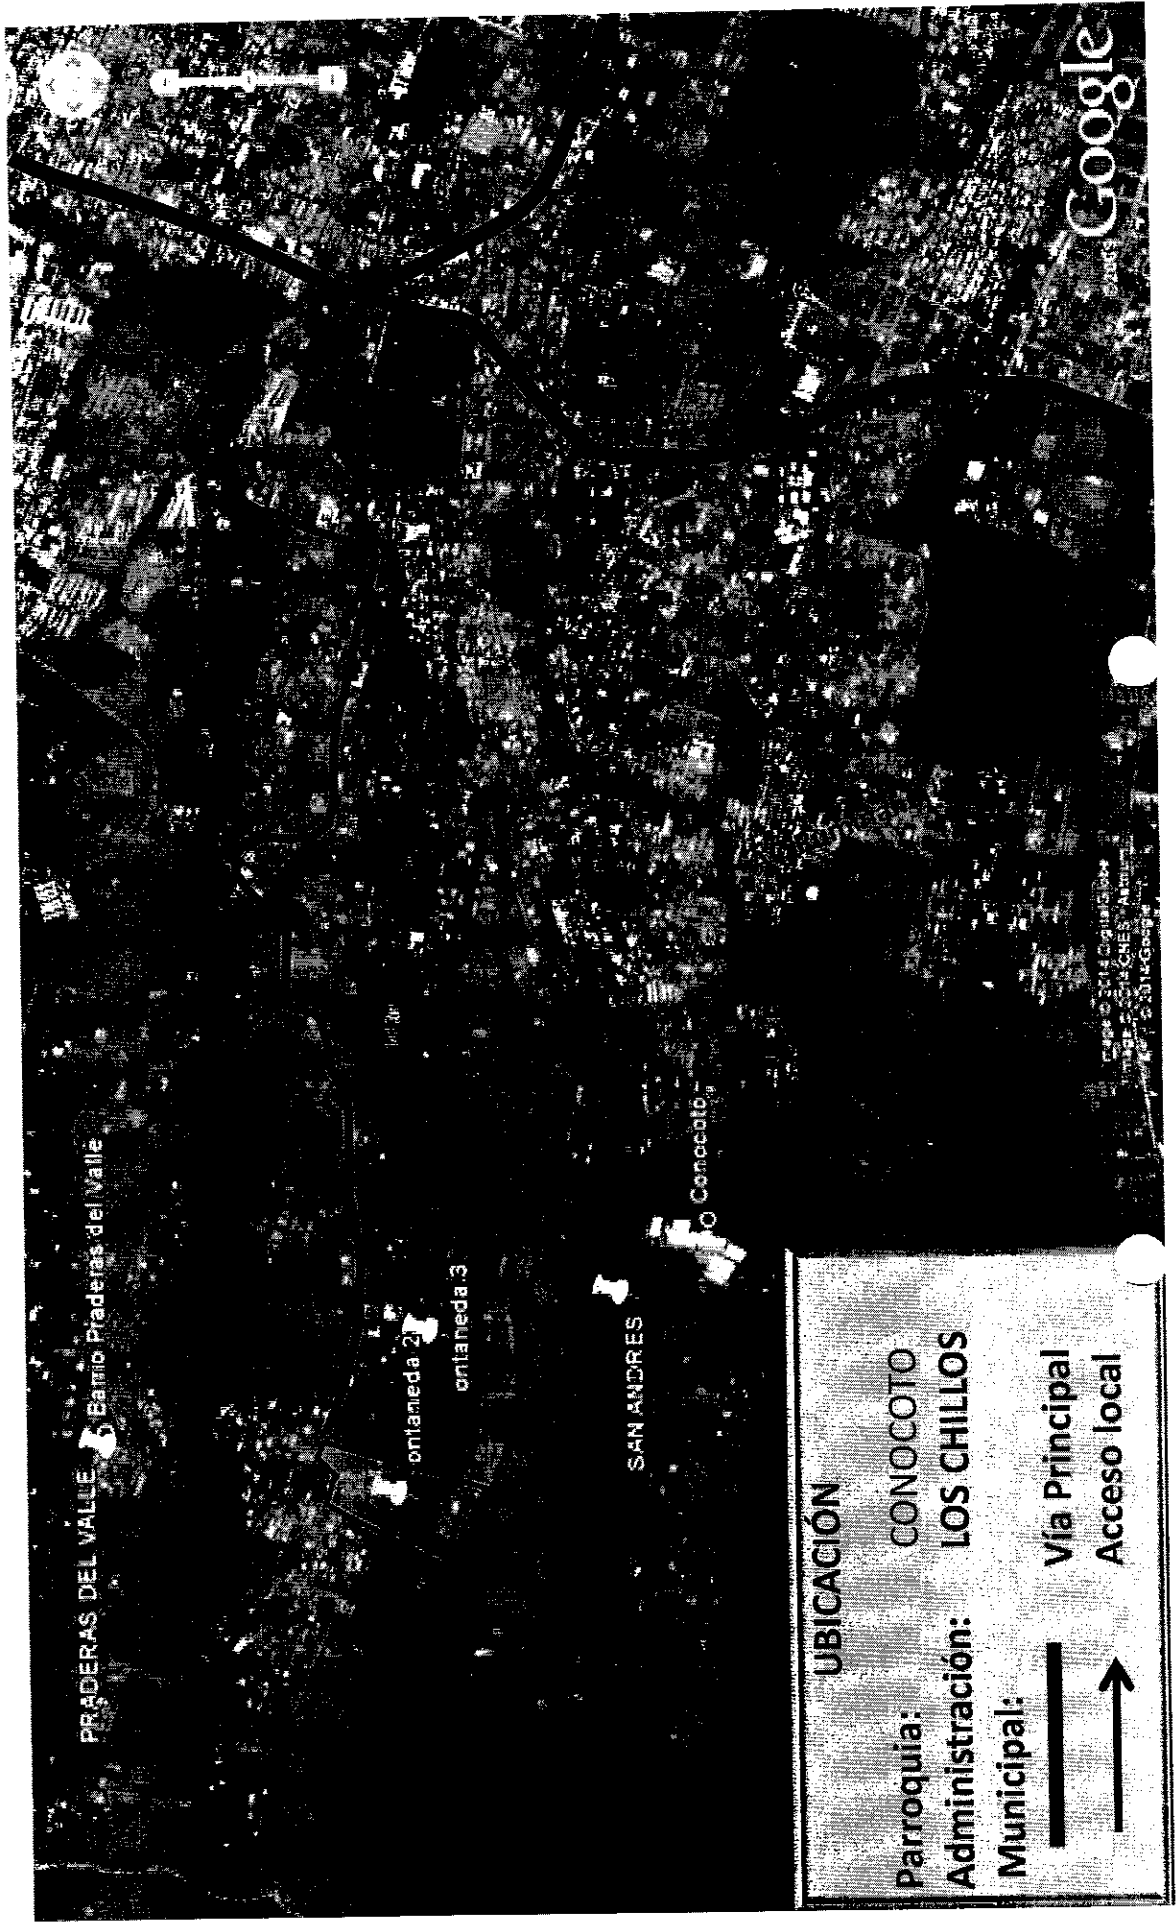 PRADERAS DEL VALLE
Barrio Praderas del Valle
ontaneda 2
ontaneda 3
SAN ANDRES
O Conocoto
UBICACIÓN
Parroquia: CONOCOTO
Administración: LOS CHILLOS
Municipal:
Vía Principal
Acceso local
Google